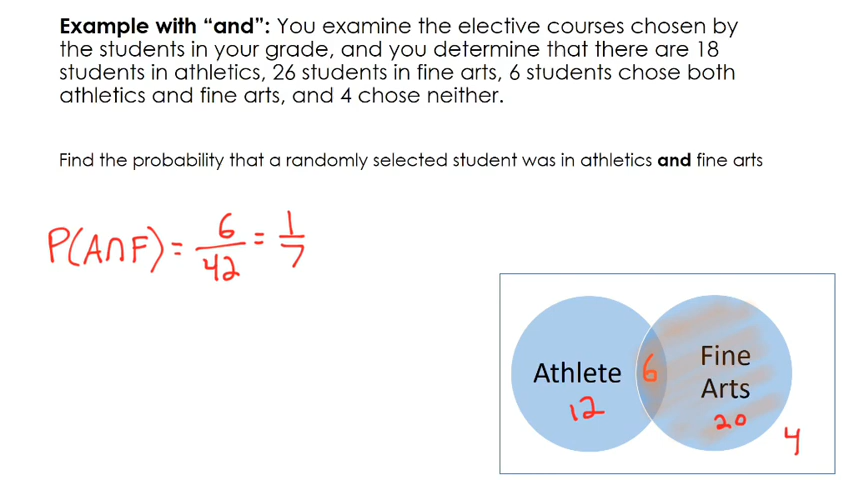 Example with “and”: You examine the elective courses chosen by
the students in your grade, and you determine that there are 18
students in athletics, 26 students in fine arts, 6 students chose both
athletics and fine arts, and 4 chose neither.
Find the probability that a randomly selected student was in athletics and fine arts
P(A∩F) = 6/42 = 1/7
Athlete
12
6
Fine
Arts
20
4